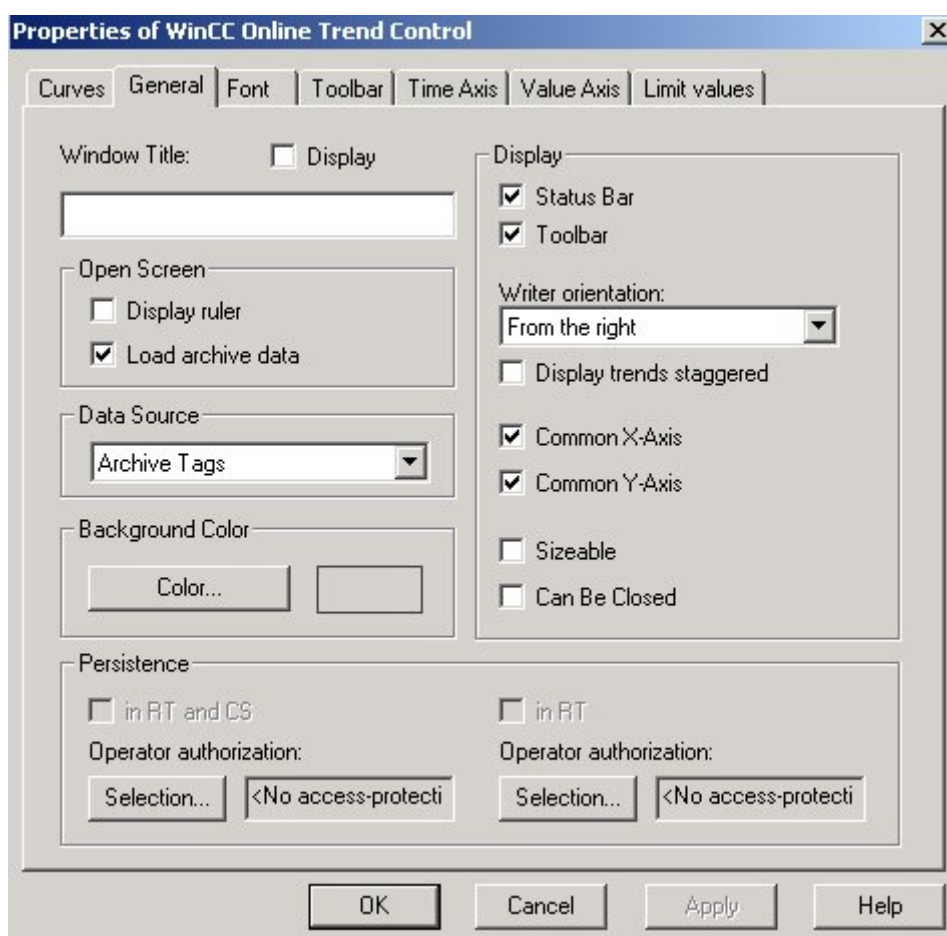 Properties of WinCC Online Trend Control
Curves General Font Toolbar Time Axis Value Axis Limit values
Window Title: Display
Open Screen
Display ruler
Load archive data
Data Source
Archive Tags
Background Color
Color...
Display
Status Bar
Toolbar
Writer orientation:
From the right
Display trends staggered
Common X-Axis
Common Y-Axis
Sizeable
Can Be Closed
Persistence
in RT and CS
Operator authorization:
Selection... <No access-protecti
in RT
Operator authorization:
Selection... <No access-protecti
OK Cancel Apply Help